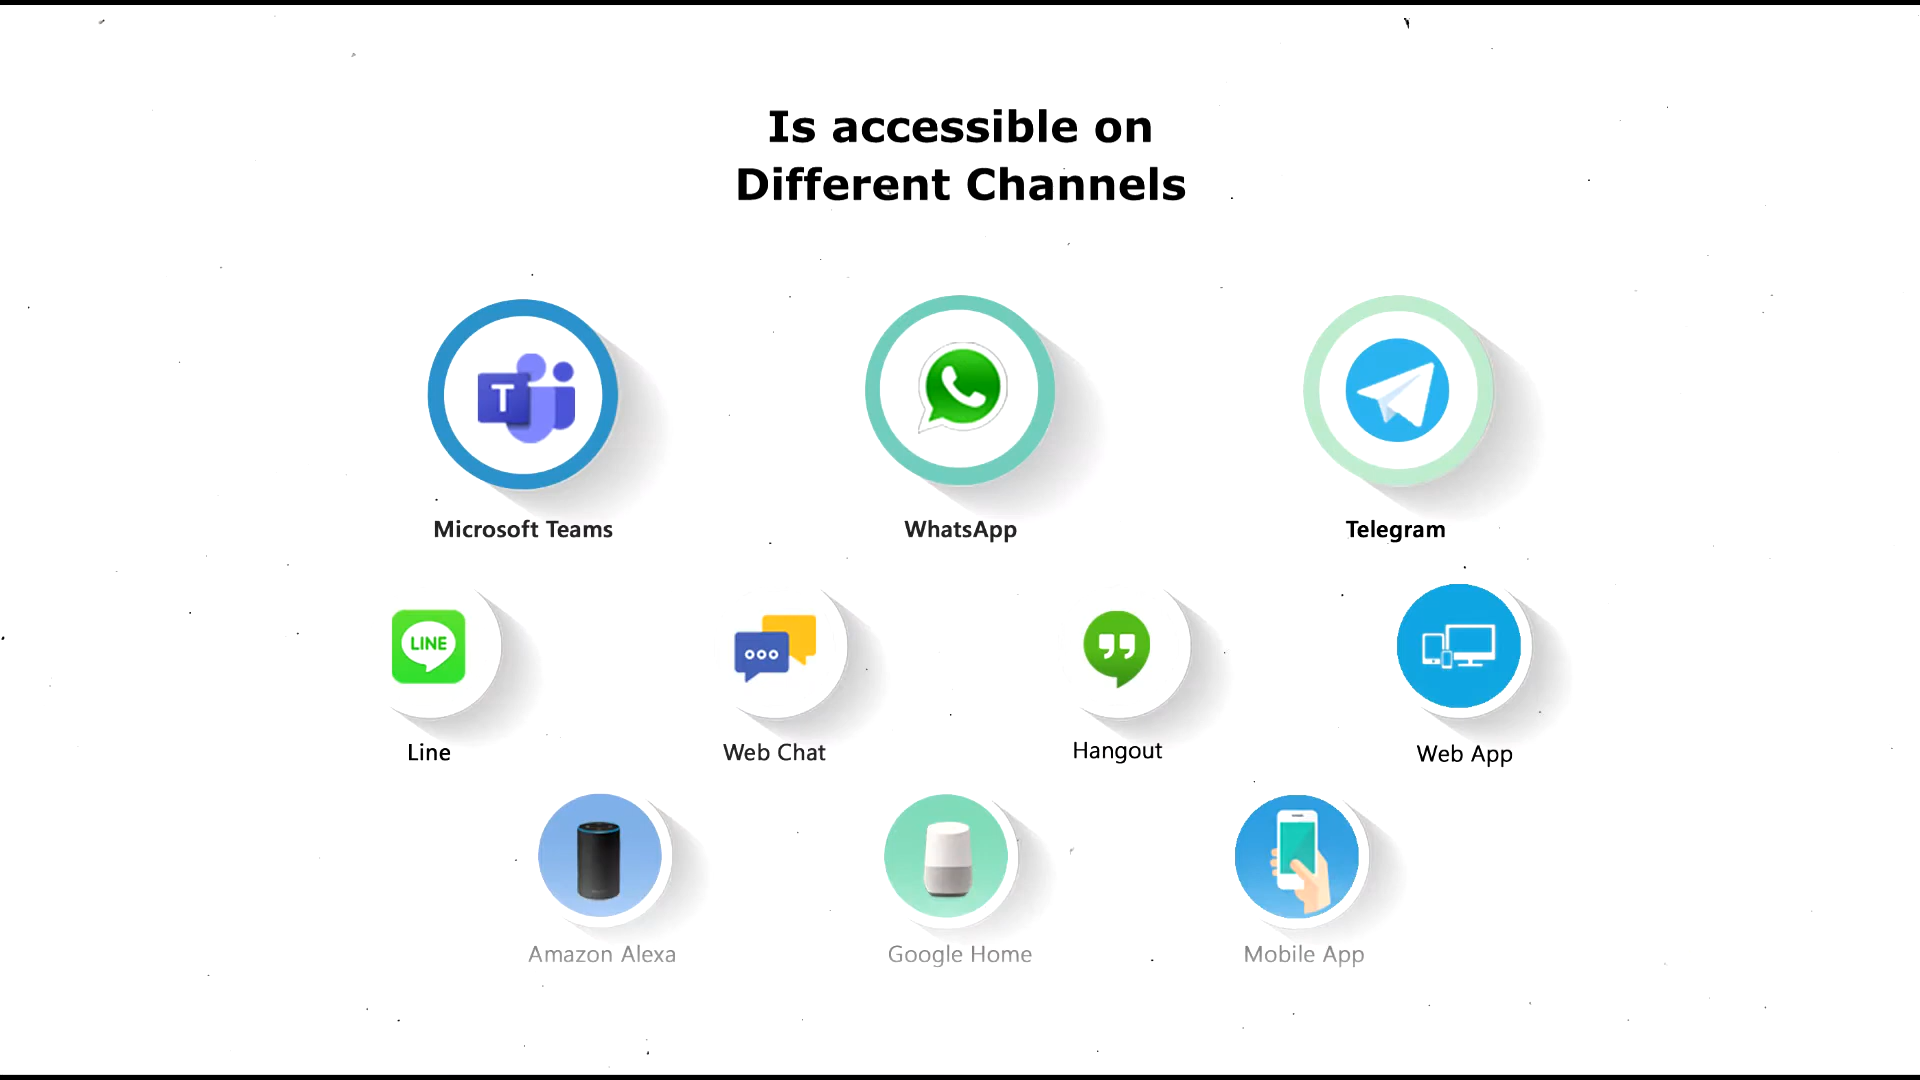 Is accessible on
Different Channels
T
Microsoft Teams
WhatsApp
Telegram
LINE
Line
Web Chat
Hangout
Web App
Amazon Alexa
Google Home
Mobile App